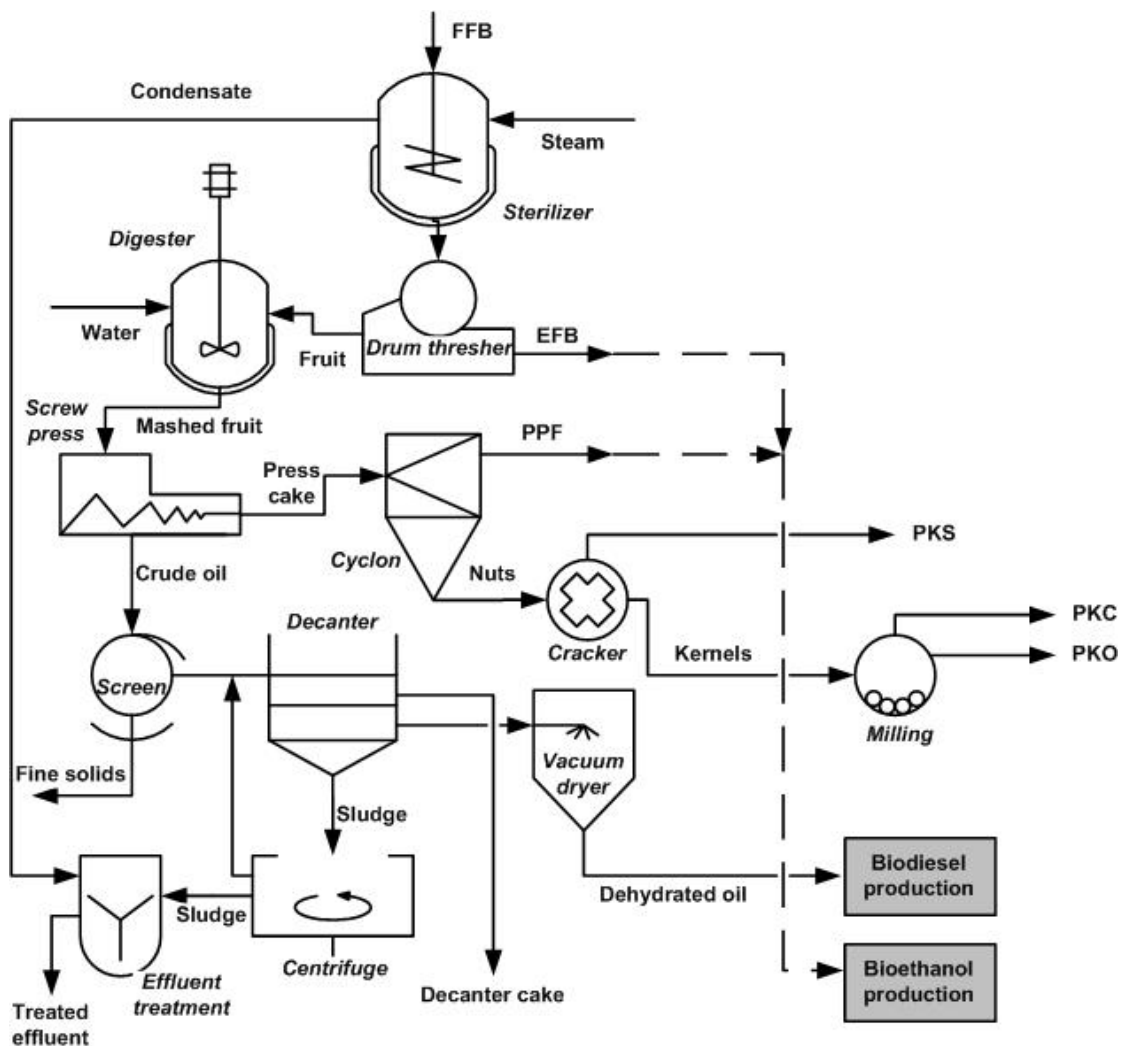 FFB
Condensate
Steam
Sterilizer
Digester
Water
Fruit
Drum thresher
EFB
Screw
press
Mashed fruit
PPF
Press
cake
PKS
Cyclon
Nuts
Crude oil
Decanter
Cracker
Kernels
PKC
PKO
Screen
Milling
Vacuum
dryer
Fine solids
Sludge
Biodiesel
production
Dehydrated oil
Sludge
Centrifuge
Effluent
treatment
Decanter cake
Bioethanol
production
Treated
effluent